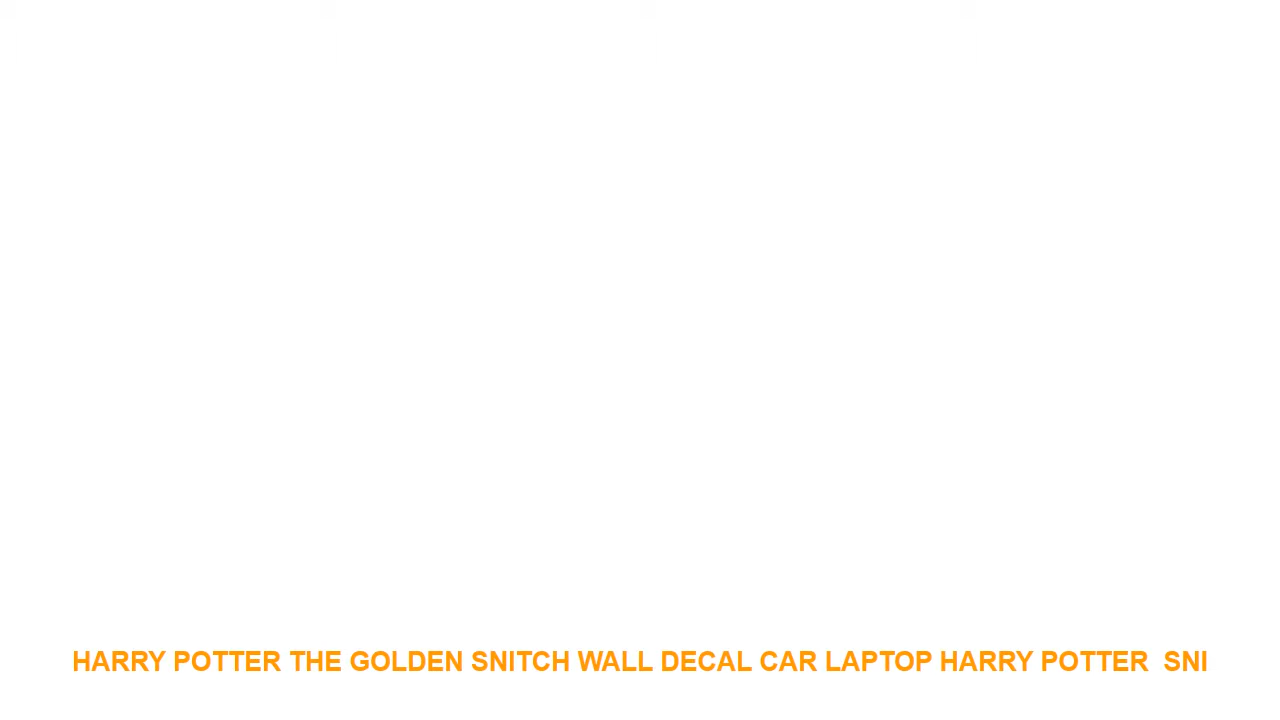 HARRY POTTER THE GOLDEN SNITCH WALL DECAL CAR LAPTOP HARRY POTTER  SNI